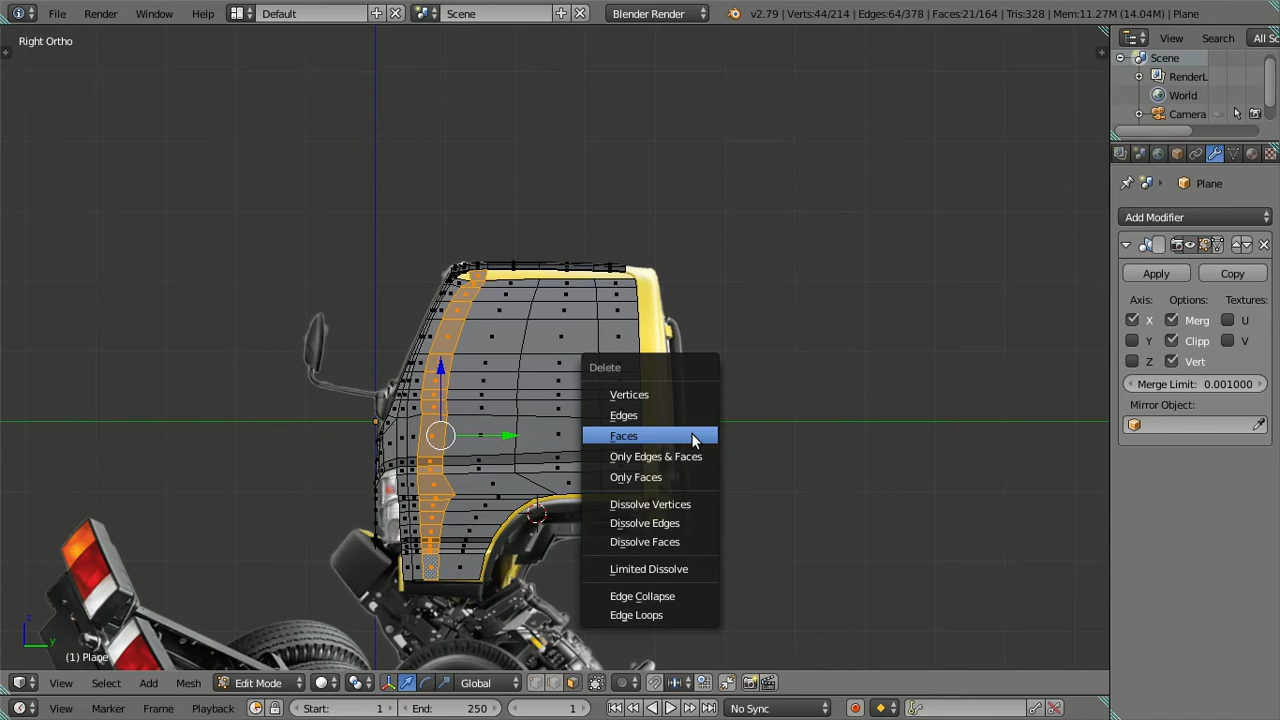 File Render Window Help Default Scene Blender Render v2.79 | Verts:44/214 | Edges:64/378 | Faces:21/164 | Tris:328 | Mem:11.27M (14.04M) | Plane
Right Ortho
View Search All Sc
Scene
RenderL
World
Camera
Plane
Add Modifier
Apply Copy
Axis: Options: Textures:
X Merg U
Y Clipp V
Z Vert
Merge Limit: 0.001000
Mirror Object:
Delete
Vertices
Edges
Faces
Only Edges & Faces
Only Faces
Dissolve Vertices
Dissolve Edges
Dissolve Faces
Limited Dissolve
Edge Collapse
Edge Loops
z
y
(1) Plane
View Select Add Mesh Edit Mode Global
View Marker Frame Playback Start: 1 End: 250 1 No Sync